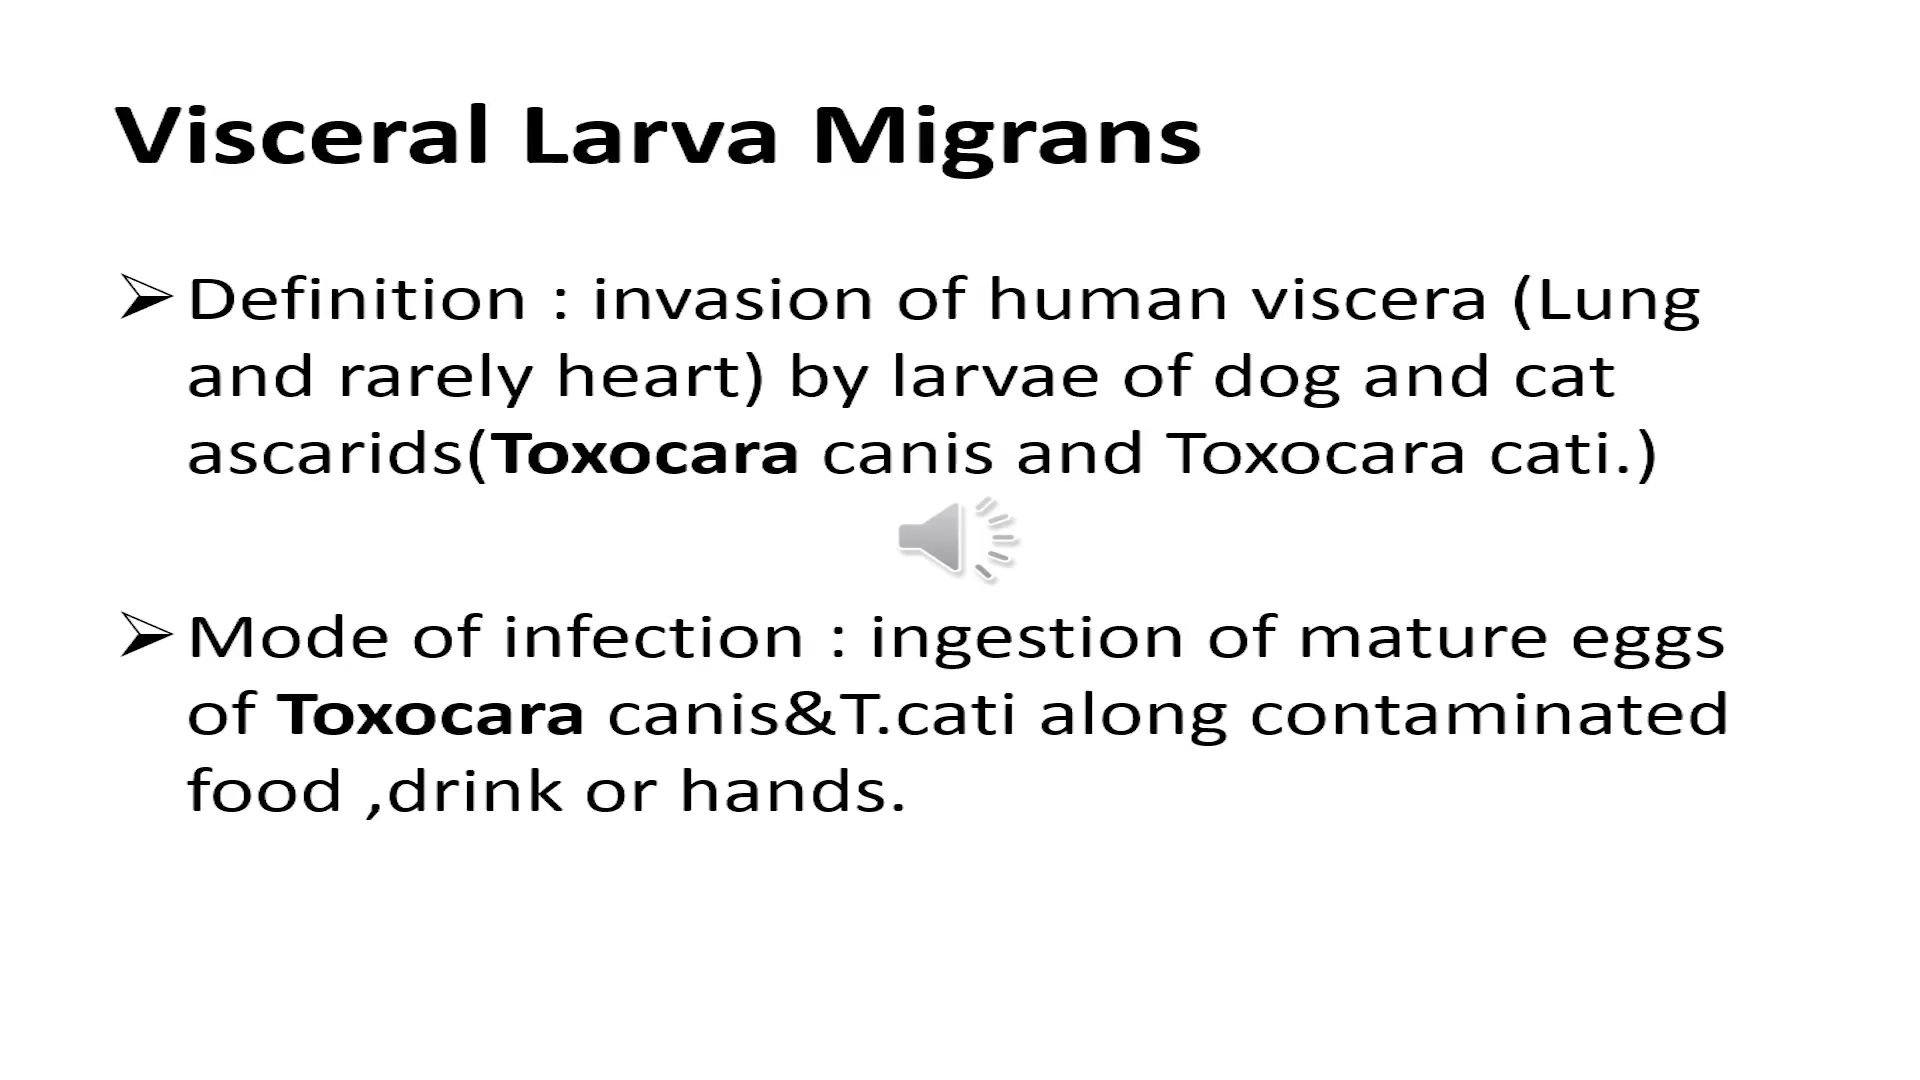 Visceral Larva Migrans
➢Definition : invasion of human viscera (Lung
and rarely heart) by larvae of dog and cat
ascarids(Toxocara canis and Toxocara cati.)
➢Mode of infection : ingestion of mature eggs
of Toxocara canis&T.cati along contaminated
food ,drink or hands.